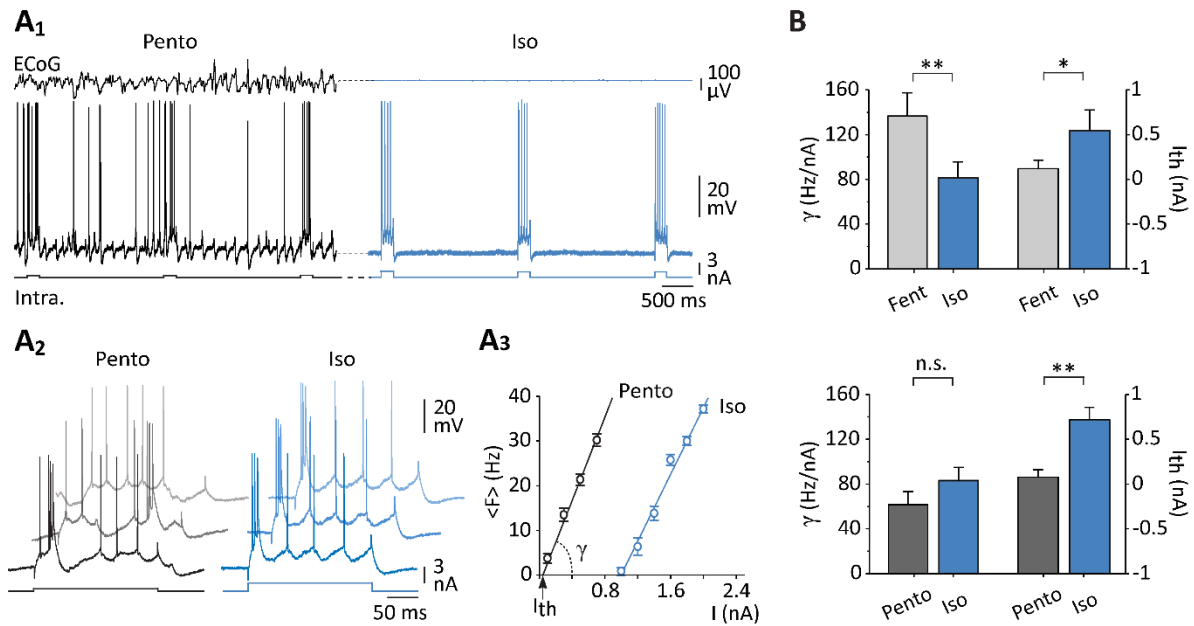 A1
Pento
Iso
ECoG
100
µV
20
mV
3
nA
Intra.
500 ms
A2
Pento
Iso
20
mV
3
nA
50 ms
A3
Pento
Iso
40
30
20
10
0
<F> (Hz)
γ
Ith
0.8
1.6
2.4
I (nA)
B
**
*
160
120
80
40
0
γ (Hz/nA)
1
0.5
0
-0.5
-1
Ith (nA)
Fent
Iso
Fent
Iso
n.s.
**
160
120
80
60
0
γ (Hz/nA)
1
0.5
0
-0.5
-1
Ith (nA)
Pento
Iso
Pento
Iso